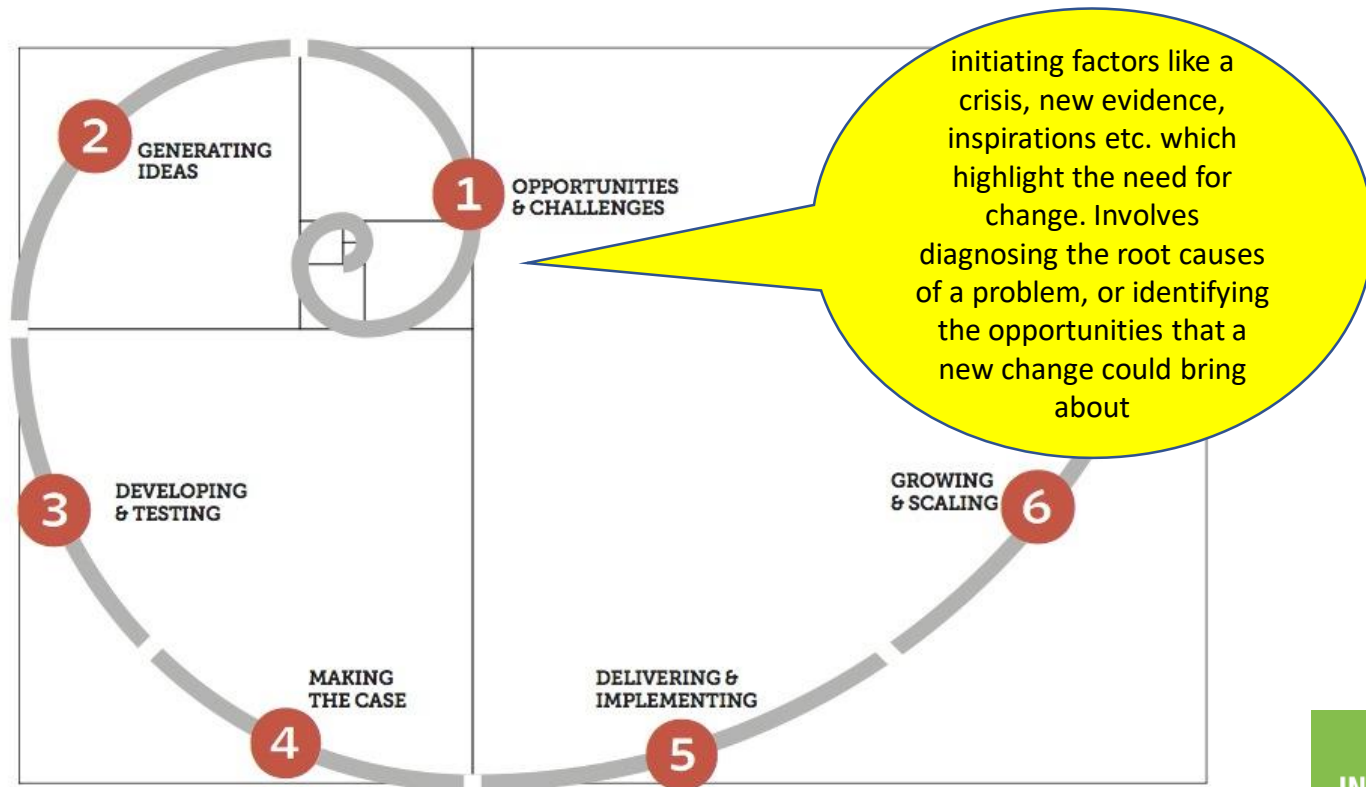 initiating factors like a
crisis, new evidence,
inspirations etc. which
highlight the need for
change. Involves
diagnosing the root causes
of a problem, or identifying
the opportunities that a
new change could bring
about
2
GENERATING
IDEAS
1
OPPORTUNITIES
& CHALLENGES
3
DEVELOPING
& TESTING
GROWING
& SCALING
6
MAKING
THE CASE
4
DELIVERING &
IMPLEMENTING
5